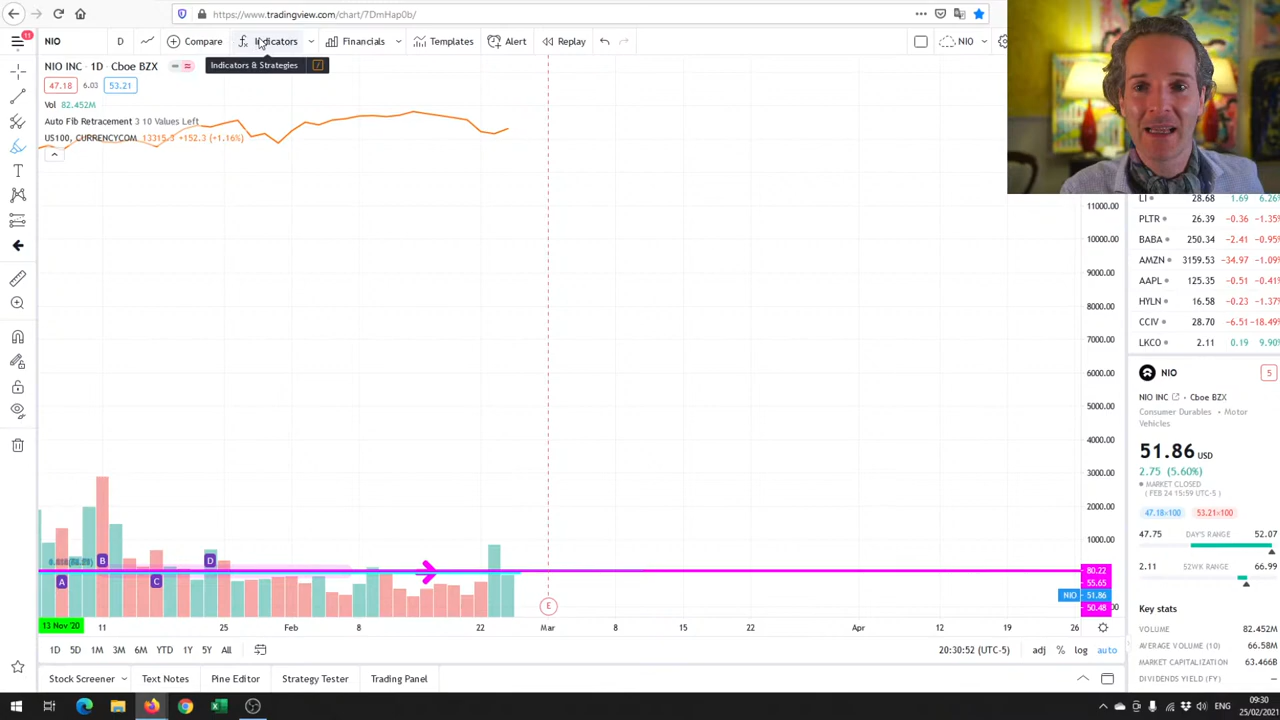 https://www.tradingview.com/chart/7DmHap0b/
11
NIO D Compare Indicators Financials Templates Alert Replay NIO
Indicators & Strategies /
NIO INC • 1D • Cboe BZX
47.18 6.03 53.21
Vol 82.452M
Auto Fib Retracement 3 10 Values Left
US100, CURRENCYCOM 13315.3 +152.3 (+1.16%)
11000.00
10000.00
9000.00
8000.00
7000.00
6000.00
5000.00
4000.00
3000.00
2000.00
1000.00
80.22
55.65
NIO 51.86
50.48
A
B
C
D
E
13 Nov '20 11 25 Feb 8 22 Mar 8 15 22 Apr 12 19 26
1D 5D 1M 3M 6M YTD 1Y 5Y All
20:30:52 (UTC-5) adj % log auto
Stock Screener Text Notes Pine Editor Strategy Tester Trading Panel
LI 28.68 1.69 6.26%
PLTR 26.39 −0.36 −1.35%
BABA 250.34 −2.41 −0.95%
AMZN 3159.53 −34.97 −1.09%
AAPL 125.35 −0.51 −0.41%
HYLN 16.58 −0.23 −1.37%
CCIV 28.70 −6.51 −18.49%
LKCO 2.11 0.19 9.90%
NIO 5
NIO INC • Cboe BZX
Consumer Durables • Motor
Vehicles
51.86 USD
2.75 (5.60%)
MARKET CLOSED
( FEB 24 15:59 UTC-5)
47.18×100 53.21×100
47.75 DAY'S RANGE 52.07
2.11 52WK RANGE 66.99
Key stats
VOLUME 82.452M
AVERAGE VOLUME (10) 66.58M
MARKET CAPITALIZATION 63.466B
DIVIDENDS YIELD (FY) —
ENG
09:30
25/02/2021